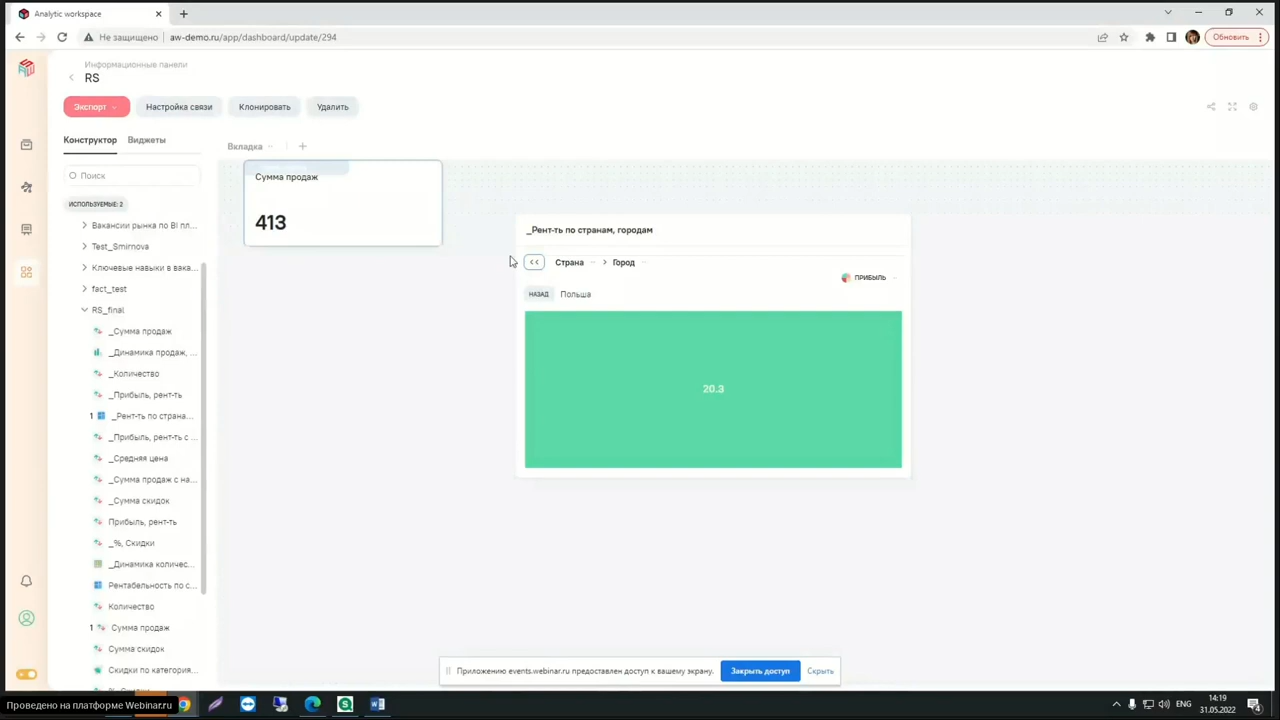 Analytic workspace
Не защищено
aw-demo.ru/app/dashboard/update/294
Обновить
Информационные панели
RS
Экспорт
Настройка связи
Клонировать
Удалить
Конструктор
Виджеты
Вкладка
Поиск
ИСПОЛЬЗУЕМЫЕ: 2
Вакансии рынка по BI пл...
Test_Smirnova
Ключевые навыки в вака...
fact_test
RS_final
_Сумма продаж
_Динамика продаж, ...
_Количество
_Прибыль, рент-ть
1 _Рент-ть по страна...
_Прибыль, рент-ть с ...
_Средняя цена
_Сумма продаж с на...
_Сумма скидок
Прибыль, рент-ть
_%, Скидки
_Динамика количес...
Рентабельность по с...
Количество
1 Сумма продаж
Сумма скидок
Скидки по категория...
Сумма продаж
413
_Рент-ть по странам, городам
<< Страна > Город
ПРИБЫЛЬ
НАЗАД Польша
20.3
Приложению events.webinar.ru предоставлен доступ к вашему экрану.
Закрыть доступ
Скрыть
Проведено на платформе Webinar.ru
ENG
14:19
31.05.2022
4